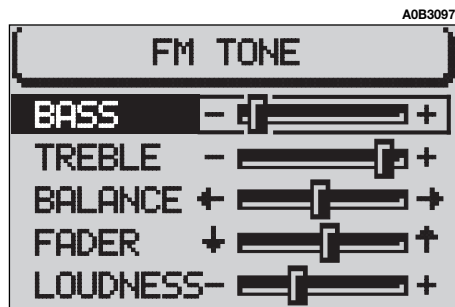 A0B3097
FM TONE
BASS - +
TREBLE - +
BALANCE ← →
FADER ↓ ↑
LOUDNESS - +